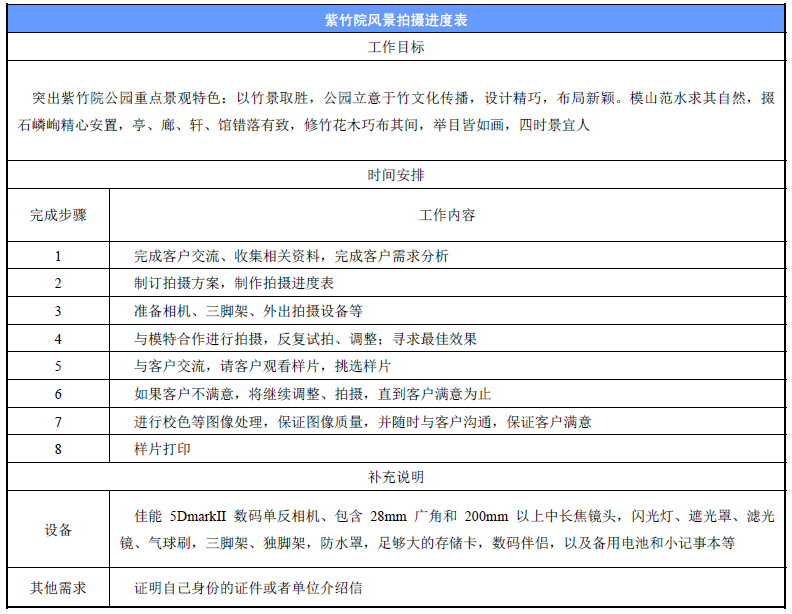 紫竹院风景拍摄进度表
工作目标
突出紫竹院公园重点景观特色：以竹景取胜，公园立意于竹文化传播，设计精巧，布局新颖。模山范水求其自然，掇
石嶙峋精心安置，亭、廊、轩、馆错落有致，修竹花木巧布其间，举目皆如画，四时景宜人
时间安排
完成步骤 工作内容
1 完成客户交流、收集相关资料，完成客户需求分析
2 制订拍摄方案，制作拍摄进度表
3 准备相机、三脚架、外出拍摄设备等
4 与模特合作进行拍摄，反复试拍、调整；寻求最佳效果
5 与客户交流，请客户观看样片，挑选样片
6 如果客户不满意，将继续调整、拍摄，直到客户满意为止
7 进行校色等图像处理，保证图像质量，并随时与客户沟通，保证客户满意
8 样片打印
补充说明
设备
佳能 5DmarkII 数码单反相机、包含 28mm 广角和 200mm 以上中长焦镜头，闪光灯、遮光罩、滤光
镜、气球刷，三脚架、独脚架，防水罩，足够大的存储卡，数码伴侣，以及备用电池和小记事本等
其他需求 证明自己身份的证件或者单位介绍信